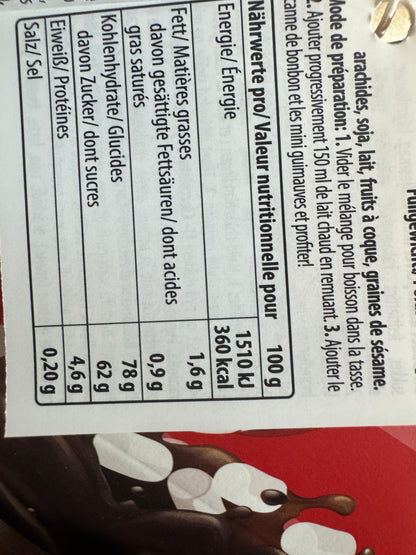 arachides, soja, lait, fruits à coque, graines de sésame.
Mode de préparation: 1. Vider le mélange pour boisson dans la tasse.
2. Ajouter progressivement 150 ml de lait chaud en remuant. 3. Ajouter le
canne de bonbon et les mini guimauves et profiter!
Nährwerte pro/Valeur nutritionnelle pour 100 g
Energie/ Énergie 1510 kJ
360 kcal
Fett/ Matières grasses 1,6 g
davon gesättigte Fettsäuren/ dont acides
gras saturés 0,9 g
Kohlenhydrate/ Glucides 78 g
davon Zucker/ dont sucres 62 g
Eiweiß/ Protéines 4,6 g
Salz/ Sel 0,20 g